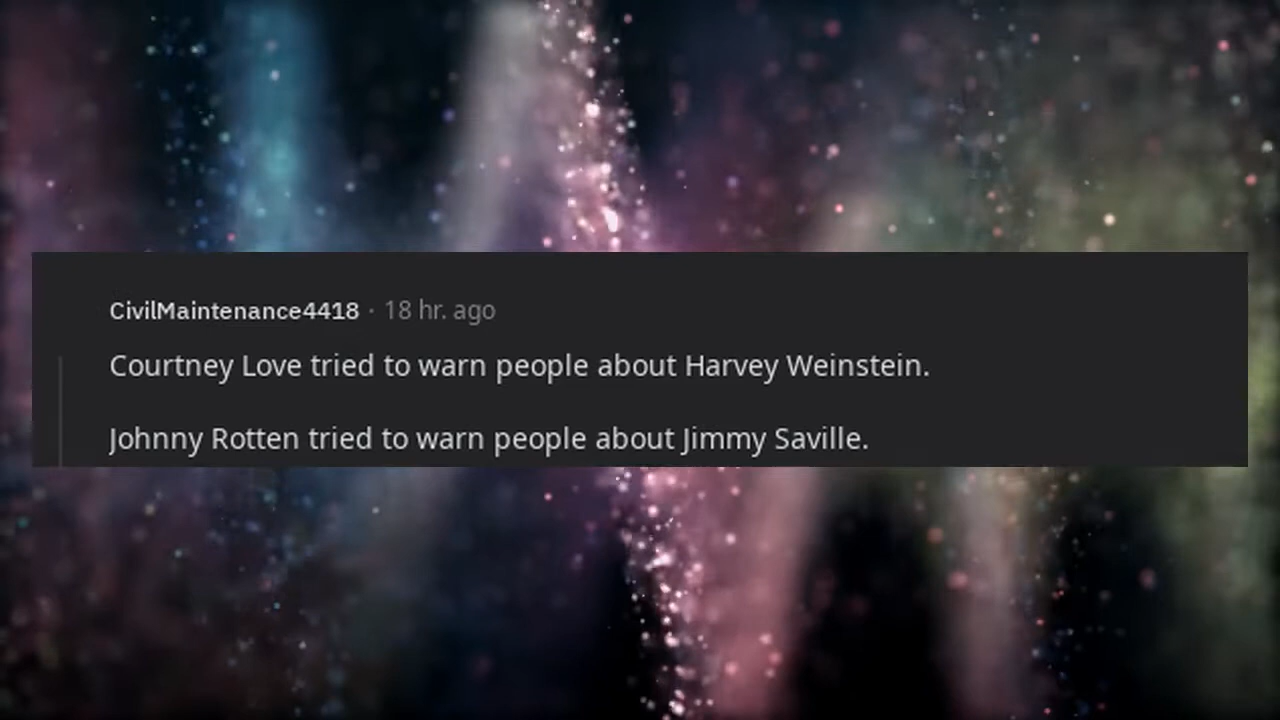 CivilMaintenance4418 · 18 hr. ago
Courtney Love tried to warn people about Harvey Weinstein.
Johnny Rotten tried to warn people about Jimmy Saville.